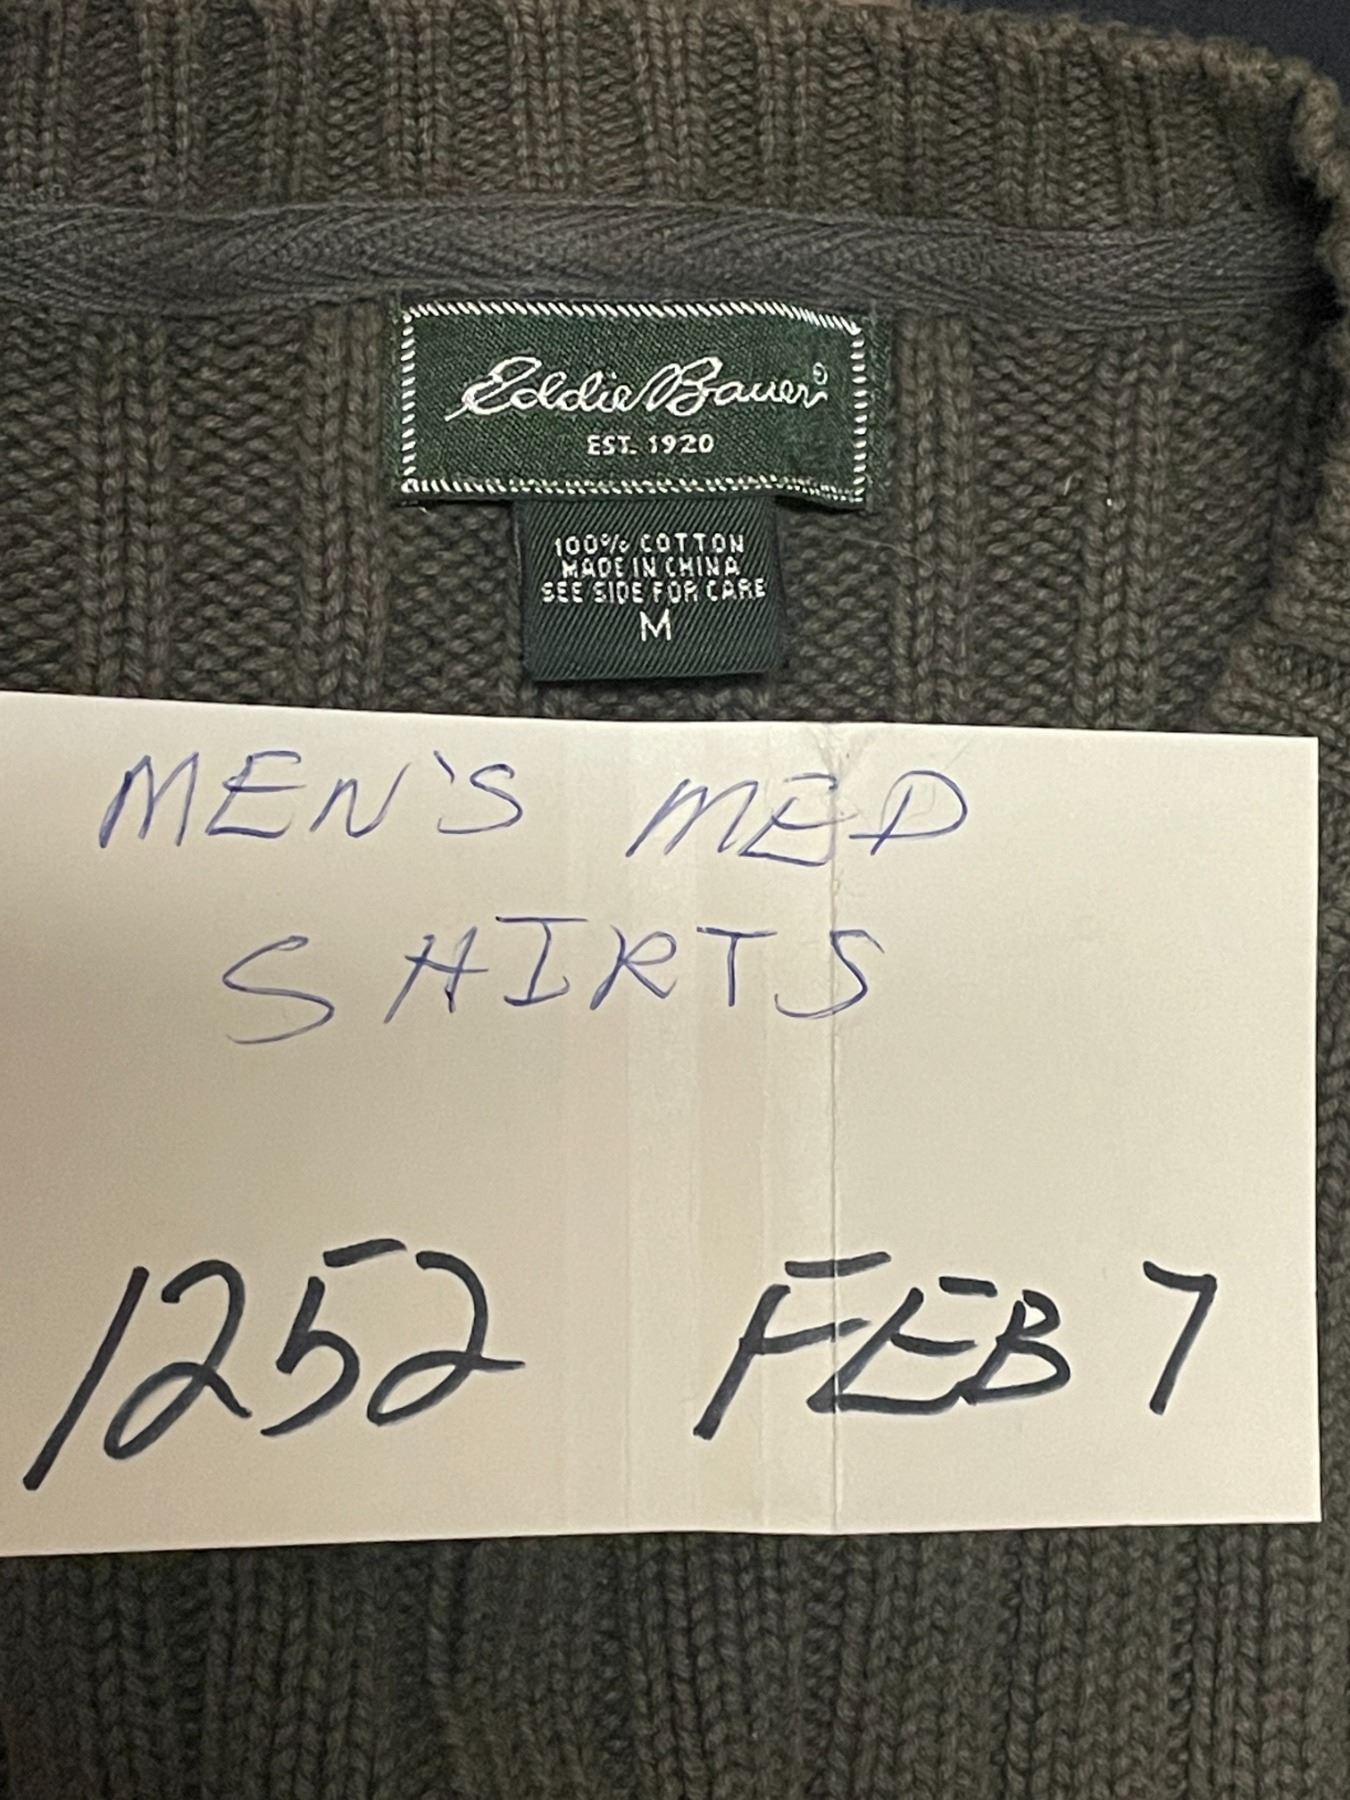 Eddie Bauer®
EST. 1920
100% COTTON
MADE IN CHINA
SEE SIDE FOR CARE
M
MEN'S MED
SHIRTS
1252 FEB 7